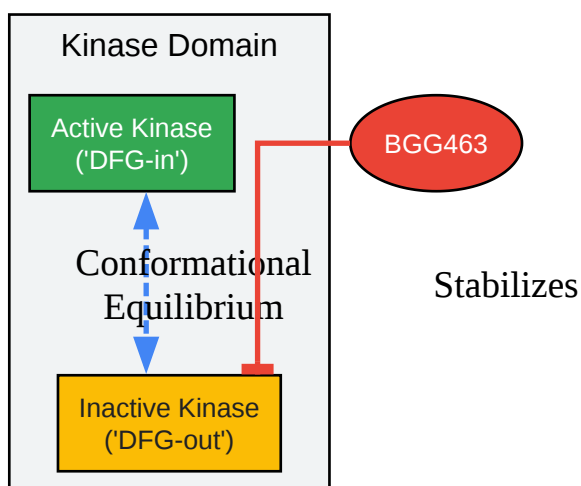 Kinase Domain
Active Kinase
('DFG-in')
BGG463
Conformational
Equilibrium
Stabilizes
Inactive Kinase
('DFG-out')